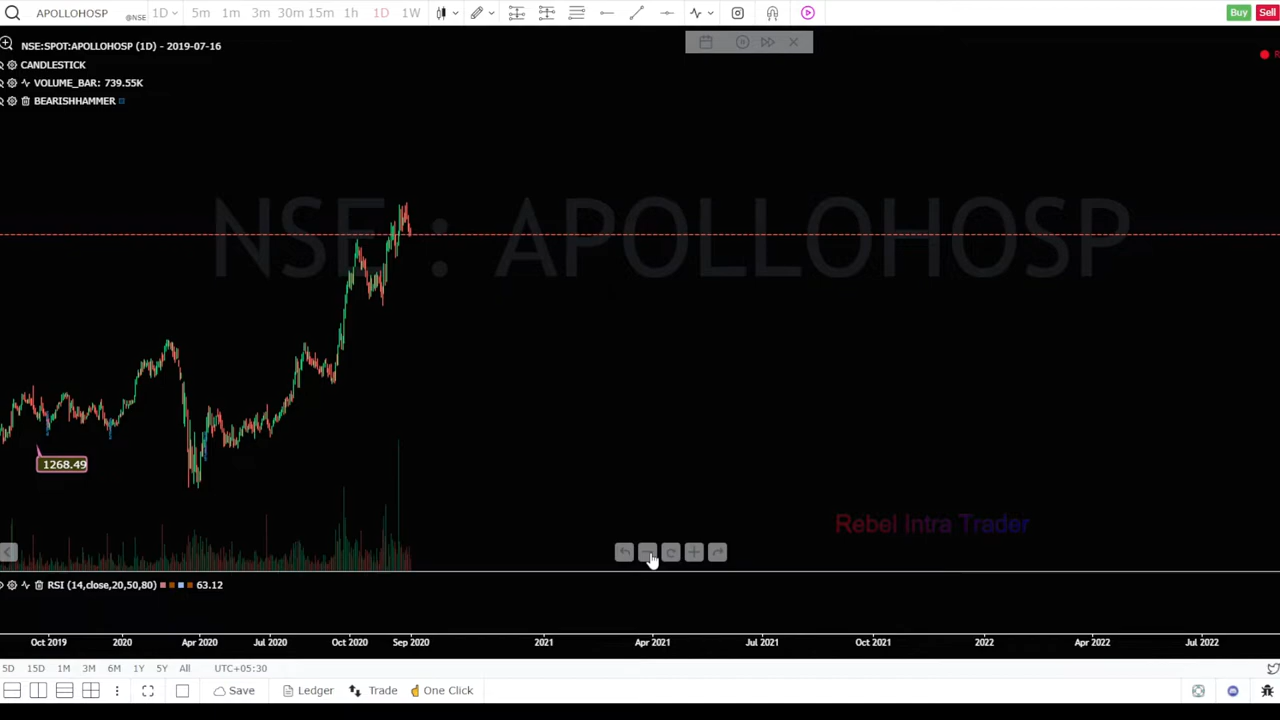 APOLLOHOSP @NSE 1D 5m 1m 3m 30m 15m 1h 1D 1W Buy Sell
NSE:APOLLOHOSP (1D) - 2019-07-16
CANDLESTICK
VOLUME_BAR: 739.55K
BEARISHHAMMER
NSE : APOLLOHOSP
1268.49
Rebel Intra Trader
RSI (14,close,20,50,80) 63.12
Oct 2019 2020 Apr 2020 Jul 2020 Oct 2020 Sep 2020 2021 Apr 2021 Jul 2021 Oct 2021 2022 Apr 2022 Jul 2022
5D 15D 1M 3M 6M 1Y 5Y All UTC+05:30
Save Ledger Trade One Click